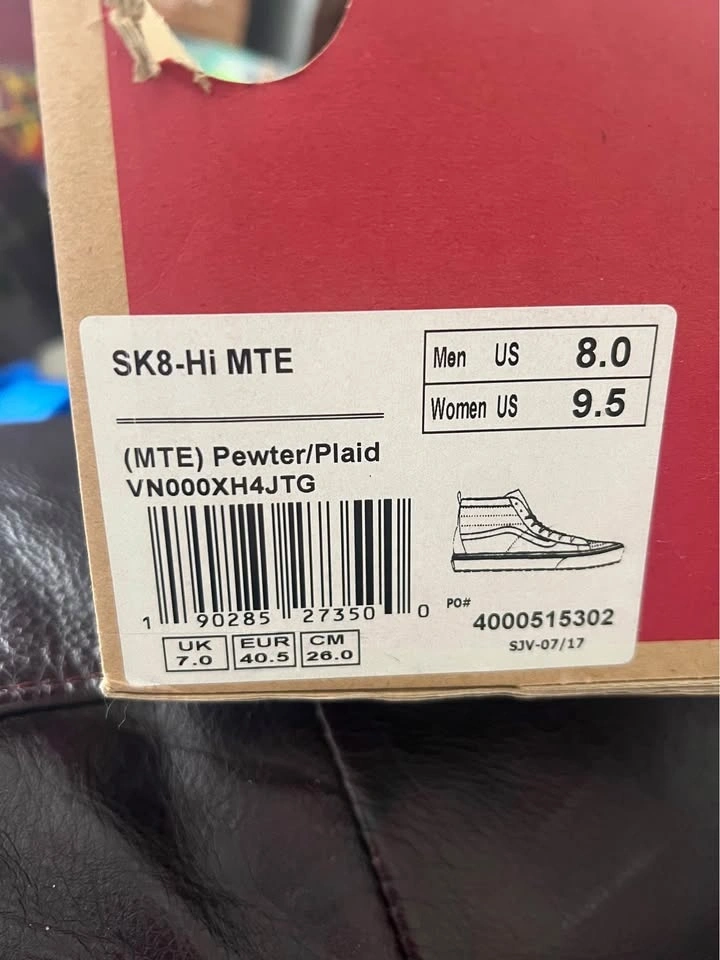 SK8-Hi MTE
Men US 8.0
Women US 9.5
(MTE) Pewter/Plaid
VN000XH4JTG
1 90285 27350 0
PO# 4000515302
SJV-07/17
UK EUR CM
7.0 40.5 26.0